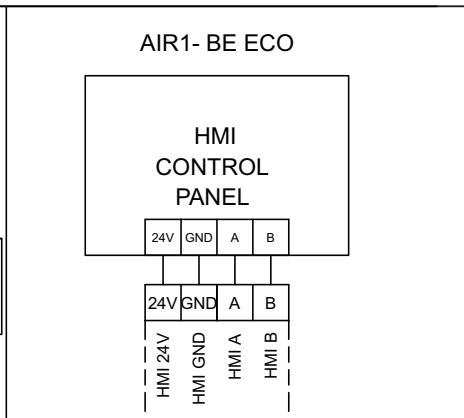 AIR1- BE ECO
HMI
CONTROL
PANEL
24V GND A B
24V GND A B
HMI 24V
HMI GND
HMI A
HMI B